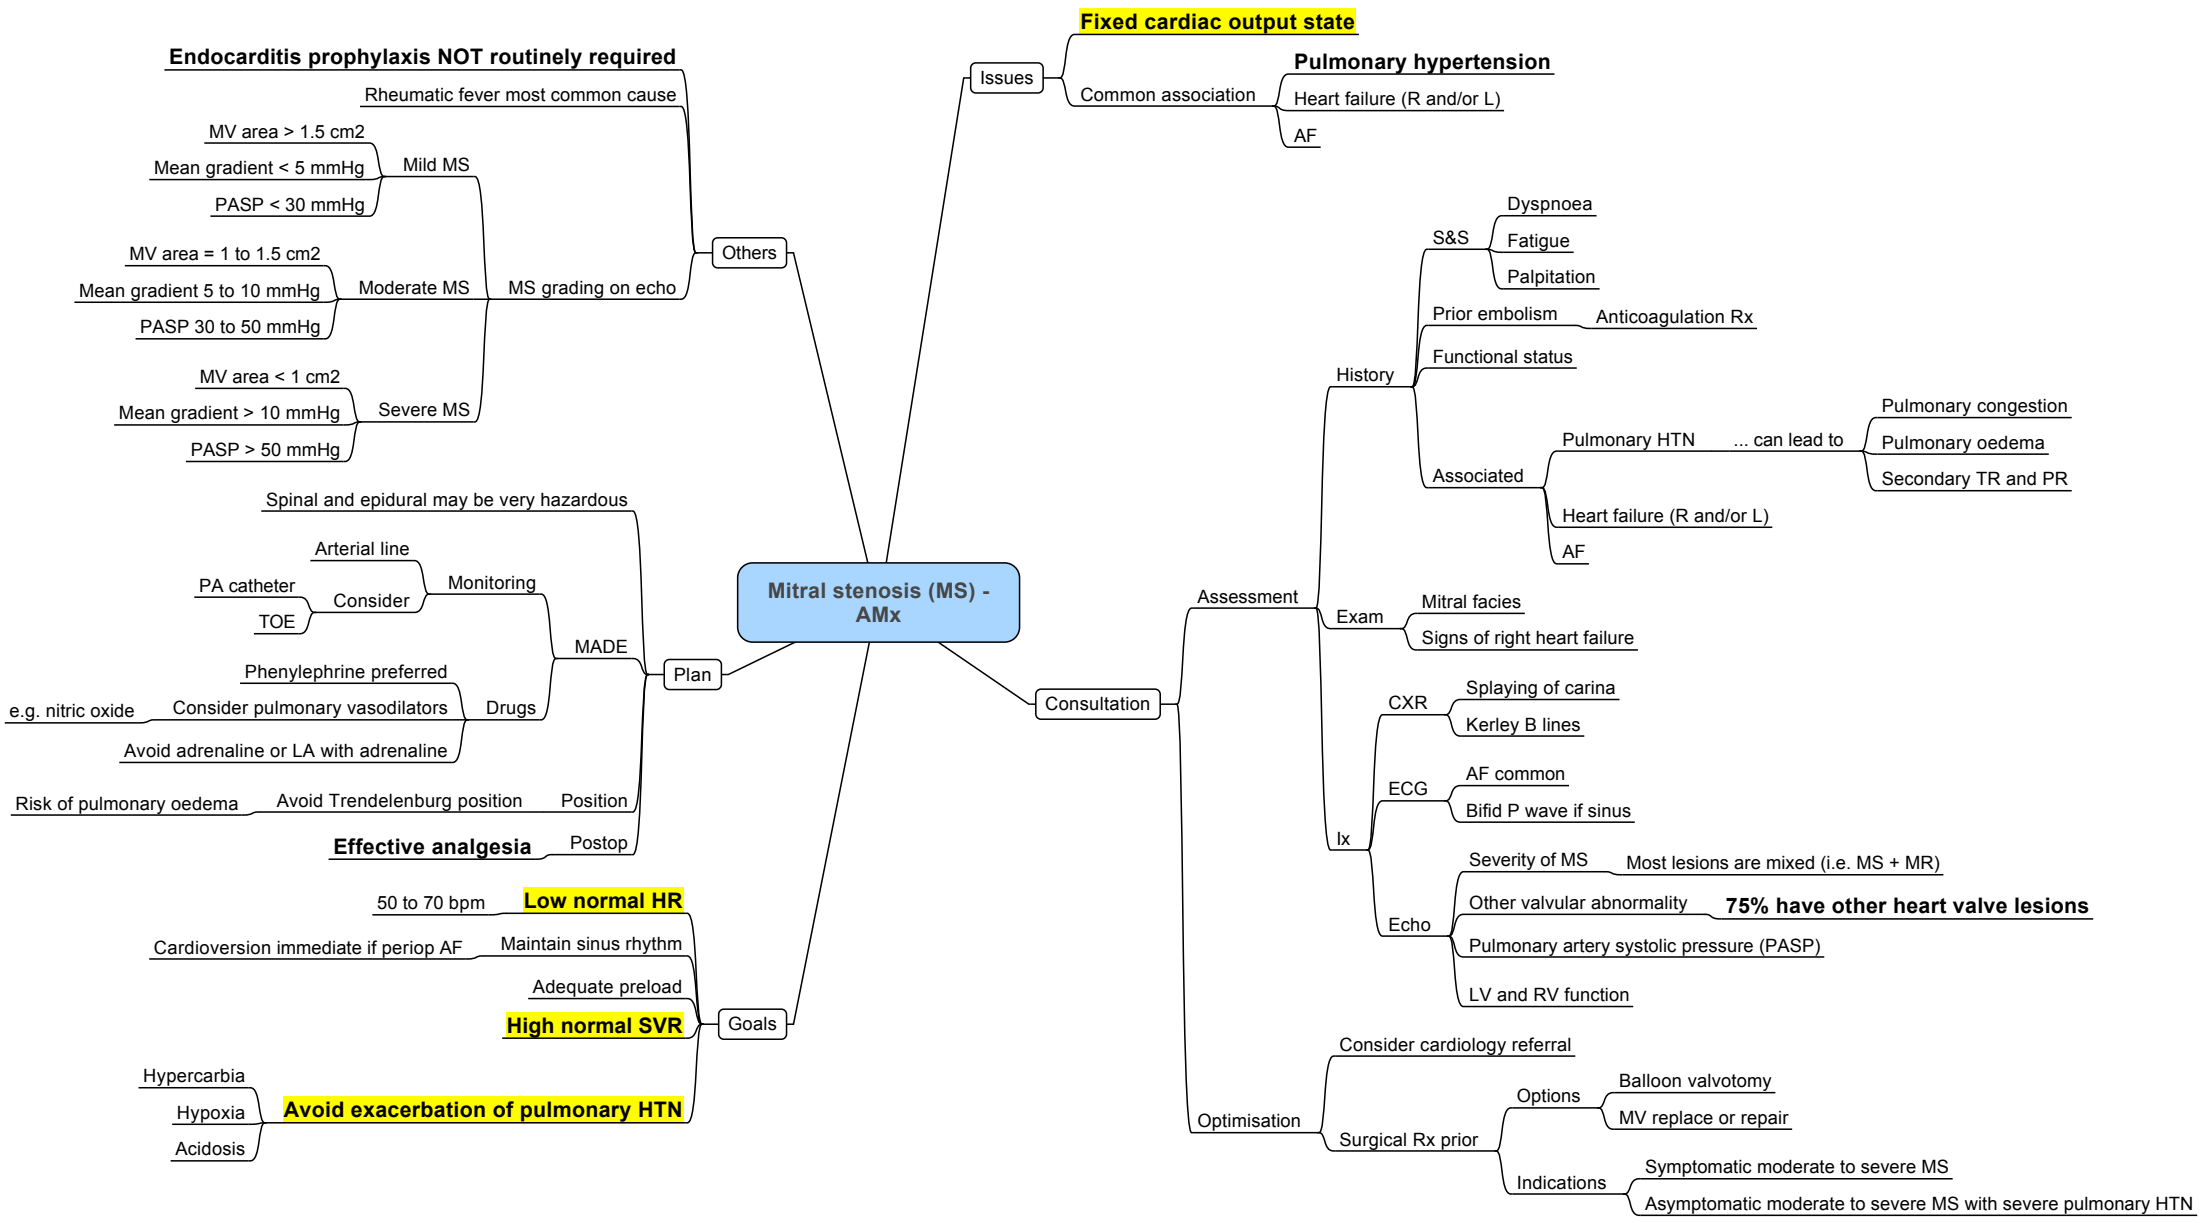 Mitral stenosis (MS) -
AMx
Issues
Fixed cardiac output state
Common association
Pulmonary hypertension
Heart failure (R and/or L)
AF
Consultation
Assessment
History
S&S
Dyspnoea
Fatigue
Palpitation
Prior embolism
Anticoagulation Rx
Functional status
Associated
Pulmonary HTN
... can lead to
Pulmonary congestion
Pulmonary oedema
Secondary TR and PR
Heart failure (R and/or L)
AF
Exam
Mitral facies
Signs of right heart failure
Ix
CXR
Splaying of carina
Kerley B lines
ECG
AF common
Bifid P wave if sinus
Echo
Severity of MS
Most lesions are mixed (i.e. MS + MR)
Other valvular abnormality
75% have other heart valve lesions
Pulmonary artery systolic pressure (PASP)
LV and RV function
Optimisation
Consider cardiology referral
Surgical Rx prior
Options
Balloon valvotomy
MV replace or repair
Indications
Symptomatic moderate to severe MS
Asymptomatic moderate to severe MS with severe pulmonary HTN
Goals
Low normal HR
50 to 70 bpm
Maintain sinus rhythm
Cardioversion immediate if periop AF
Adequate preload
High normal SVR
Avoid exacerbation of pulmonary HTN
Hypercarbia
Hypoxia
Acidosis
Plan
Spinal and epidural may be very hazardous
MADE
Monitoring
Arterial line
Consider
PA catheter
TOE
Drugs
Phenylephrine preferred
Consider pulmonary vasodilators
e.g. nitric oxide
Avoid adrenaline or LA with adrenaline
Position
Avoid Trendelenburg position
Risk of pulmonary oedema
Postop
Effective analgesia
Others
Endocarditis prophylaxis NOT routinely required
Rheumatic fever most common cause
MS grading on echo
Mild MS
MV area > 1.5 cm2
Mean gradient < 5 mmHg
PASP < 30 mmHg
Moderate MS
MV area = 1 to 1.5 cm2
Mean gradient 5 to 10 mmHg
PASP 30 to 50 mmHg
Severe MS
MV area < 1 cm2
Mean gradient > 10 mmHg
PASP > 50 mmHg